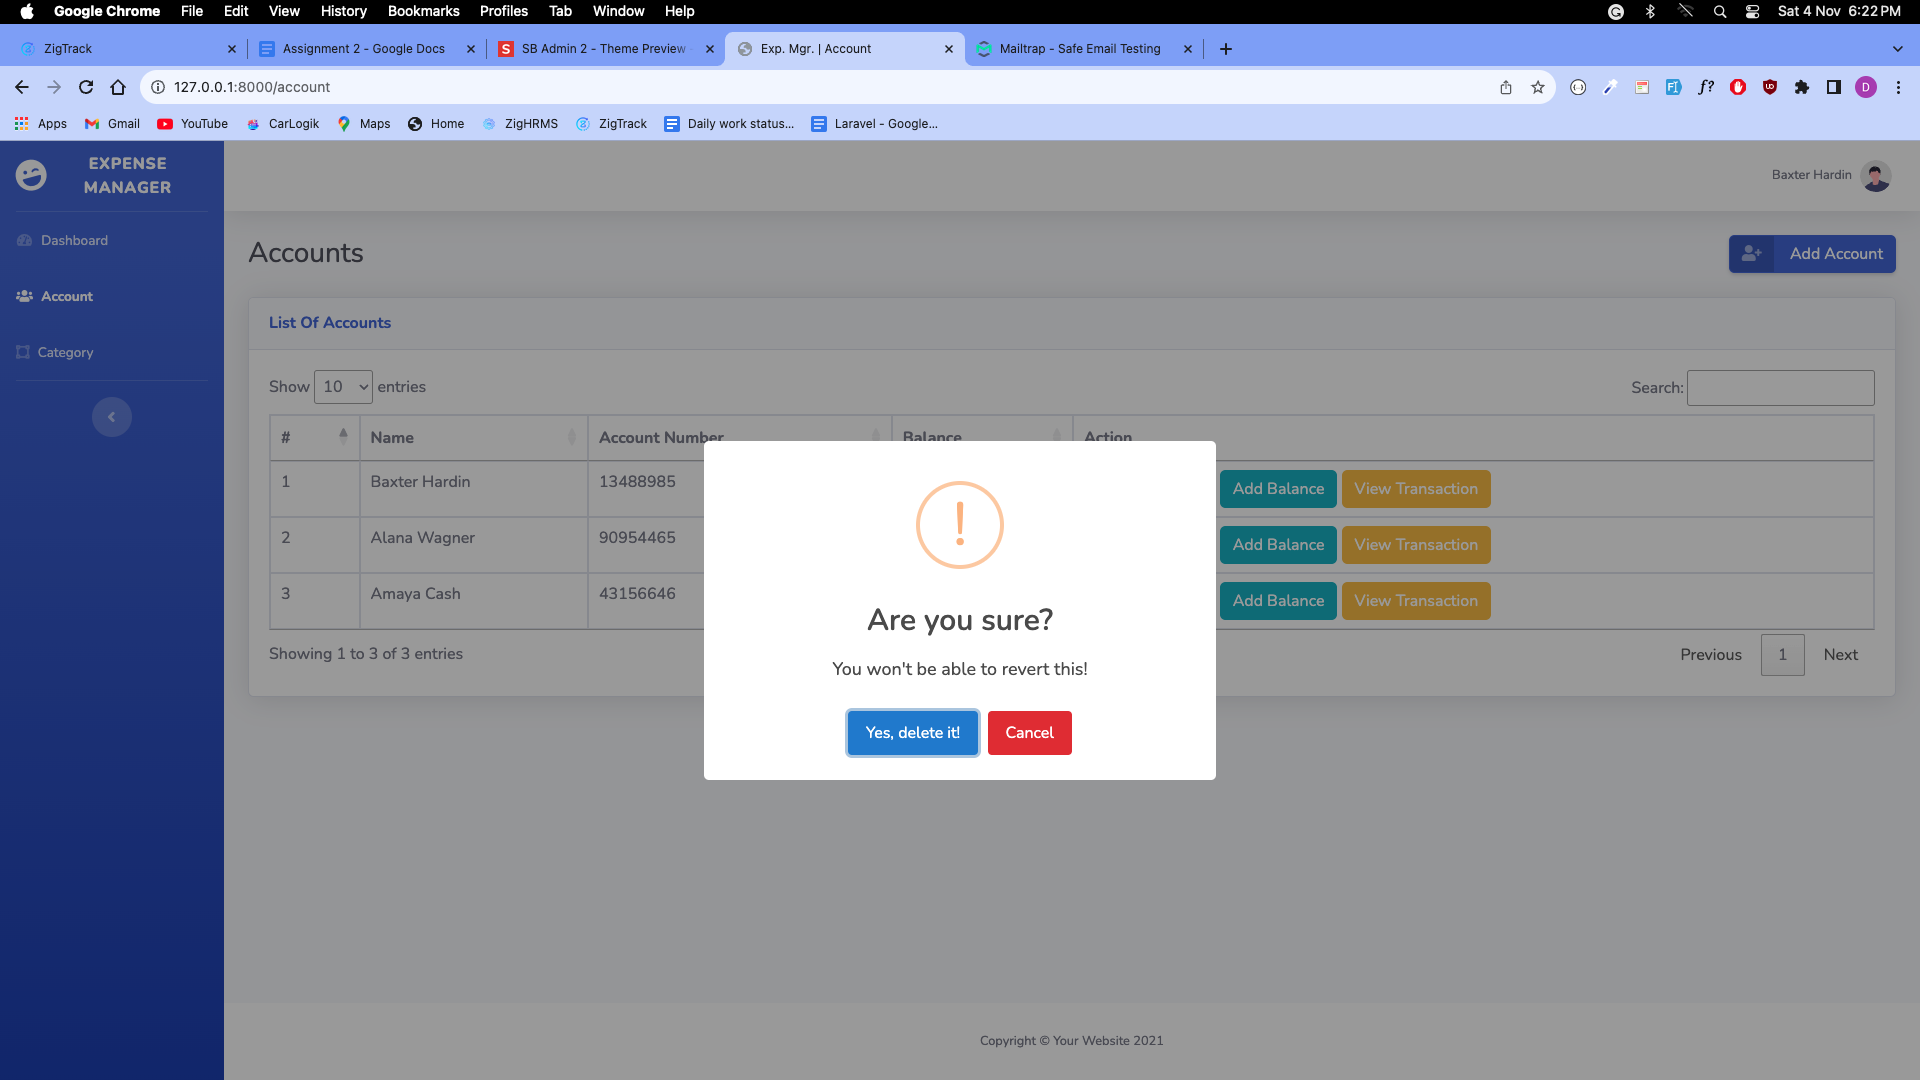 Google Chrome File Edit View History Bookmarks Profiles Tab Window Help Sat 4 Nov 6:22 PM
ZigTrack Assignment 2 - Google Docs SB Admin 2 - Theme Preview Exp. Mgr. | Account Mailtrap - Safe Email Testing
127.0.0.1:8000/account
Apps Gmail YouTube CarLogik Maps Home ZigHRMS ZigTrack Daily work status... Laravel - Google...
EXPENSE
MANAGER
Baxter Hardin
Dashboard
Account
Category
Accounts
Add Account
List Of Accounts
Show 10 entries
Search:
# Name Account Number Balance Action
1 Baxter Hardin 13488985 Add Balance View Transaction
2 Alana Wagner 90954465 Add Balance View Transaction
3 Amaya Cash 43156646 Add Balance View Transaction
Showing 1 to 3 of 3 entries
Previous 1 Next
Are you sure?
You won't be able to revert this!
Yes, delete it! Cancel
Copyright © Your Website 2021